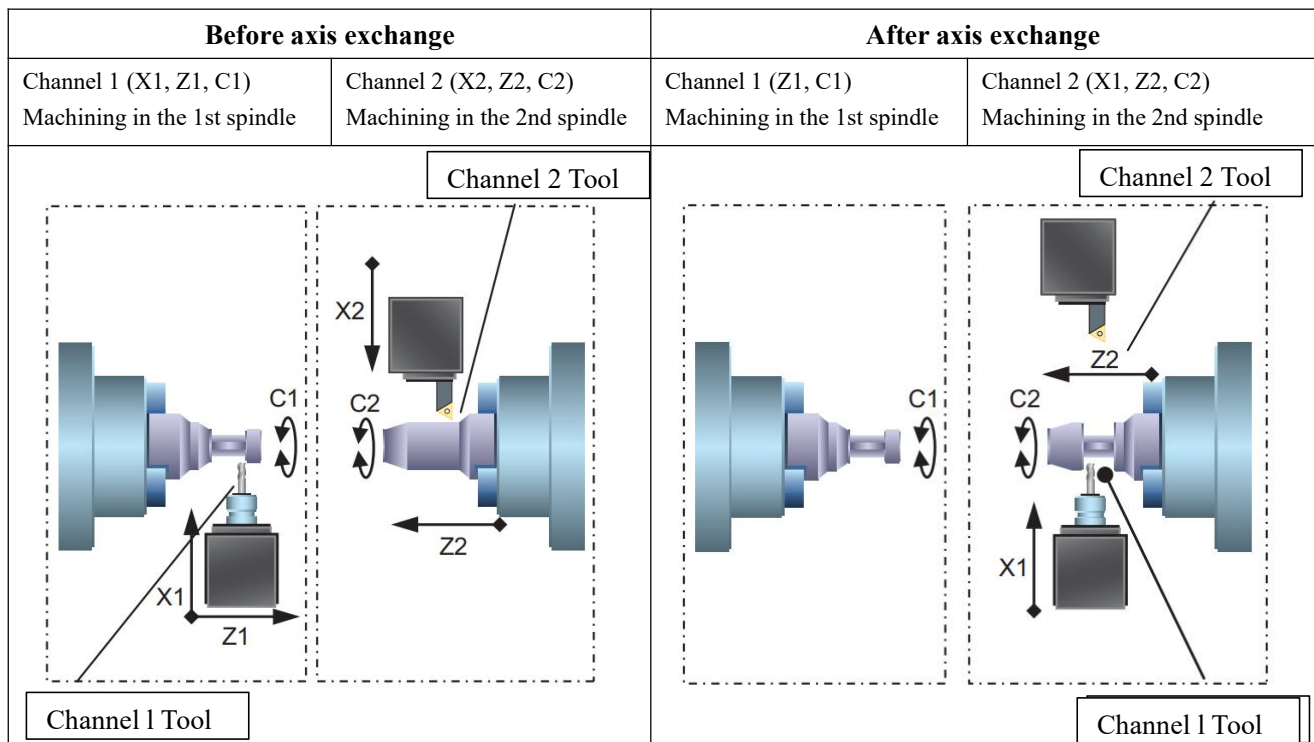 Before axis exchange
After axis exchange
Channel 1 (X1, Z1, C1)
Machining in the 1st spindle
Channel 2 (X2, Z2, C2)
Machining in the 2nd spindle
Channel 1 (Z1, C1)
Machining in the 1st spindle
Channel 2 (X1, Z2, C2)
Machining in the 2nd spindle
Channel 2 Tool
X2
C1
C2
Z2
X1
Z1
Channel l Tool
Channel 2 Tool
Z2
C1
C2
X1
Channel l Tool